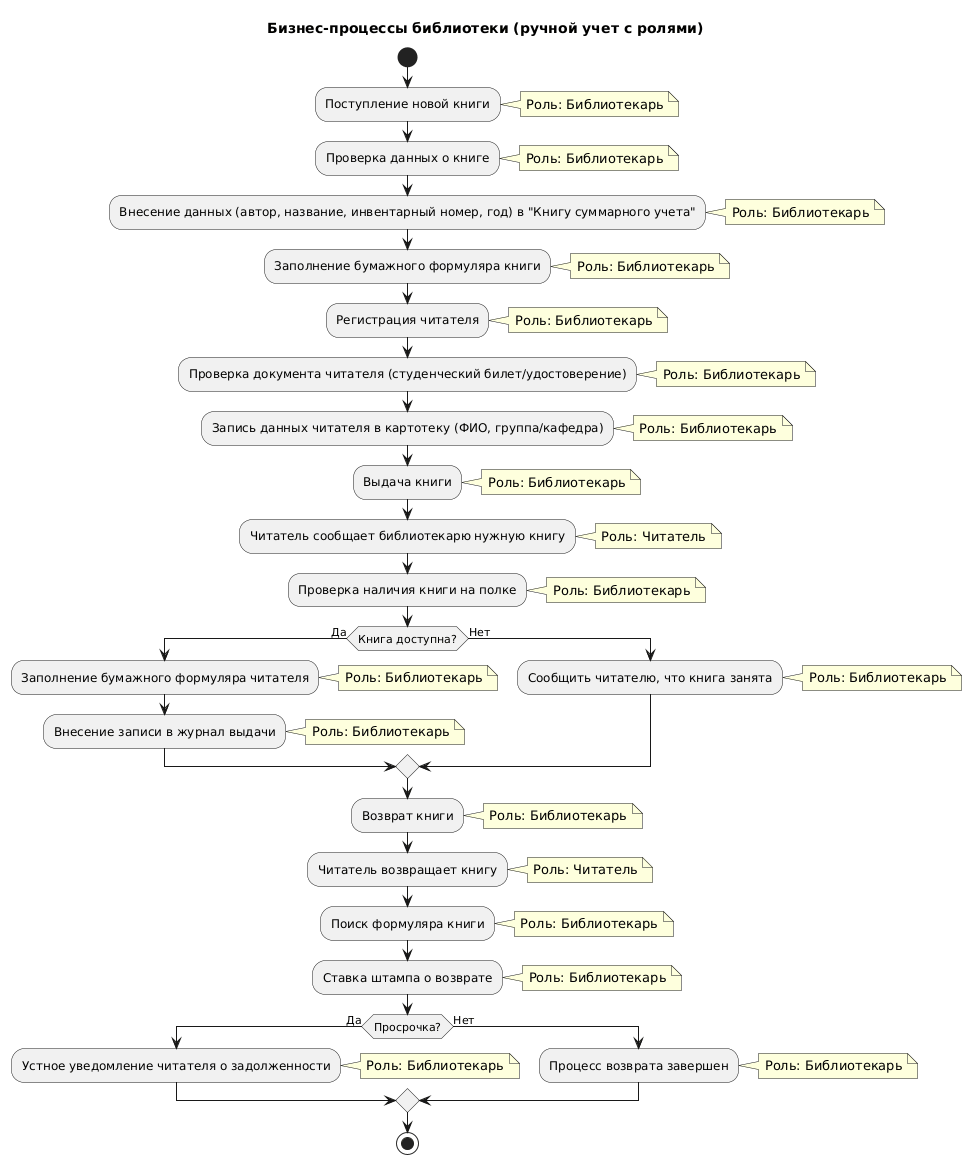 Бизнес-процессы библиотеки (ручной учет с ролями)
Поступление новой книги
Роль: Библиотекарь
Проверка данных о книге
Роль: Библиотекарь
Внесение данных (автор, название, инвентарный номер, год) в "Книгу суммарного учета"
Роль: Библиотекарь
Заполнение бумажного формуляра книги
Роль: Библиотекарь
Регистрация читателя
Роль: Библиотекарь
Проверка документа читателя (студенческий билет/удостоверение)
Роль: Библиотекарь
Запись данных читателя в картотеку (ФИО, группа/кафедра)
Роль: Библиотекарь
Выдача книги
Роль: Библиотекарь
Читатель сообщает библиотекарю нужную книгу
Роль: Читатель
Проверка наличия книги на полке
Роль: Библиотекарь
Да
Книга доступна?
Нет
Заполнение бумажного формуляра читателя
Роль: Библиотекарь
Сообщить читателю, что книга занята
Роль: Библиотекарь
Внесение записи в журнал выдачи
Роль: Библиотекарь
Возврат книги
Роль: Библиотекарь
Читатель возвращает книгу
Роль: Читатель
Поиск формуляра книги
Роль: Библиотекарь
Ставка штампа о возврате
Роль: Библиотекарь
Да
Просрочка?
Нет
Устное уведомление читателя о задолженности
Роль: Библиотекарь
Процесс возврата завершен
Роль: Библиотекарь